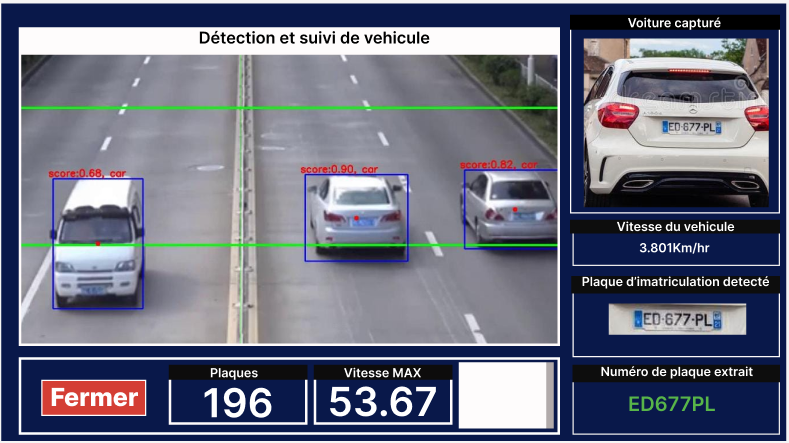 Détection et suivi de vehicule
score:0.68, car
score:0.90, car
score:0.82, car
Fermer
Plaques
196
Vitesse MAX
53.67
Voiture capturé
ED-677-PL
Vitesse du vehicule
3.801Km/hr
Plaque d'imatriculation detecté
ED-677-PL
Numéro de plaque extrait
ED677PL